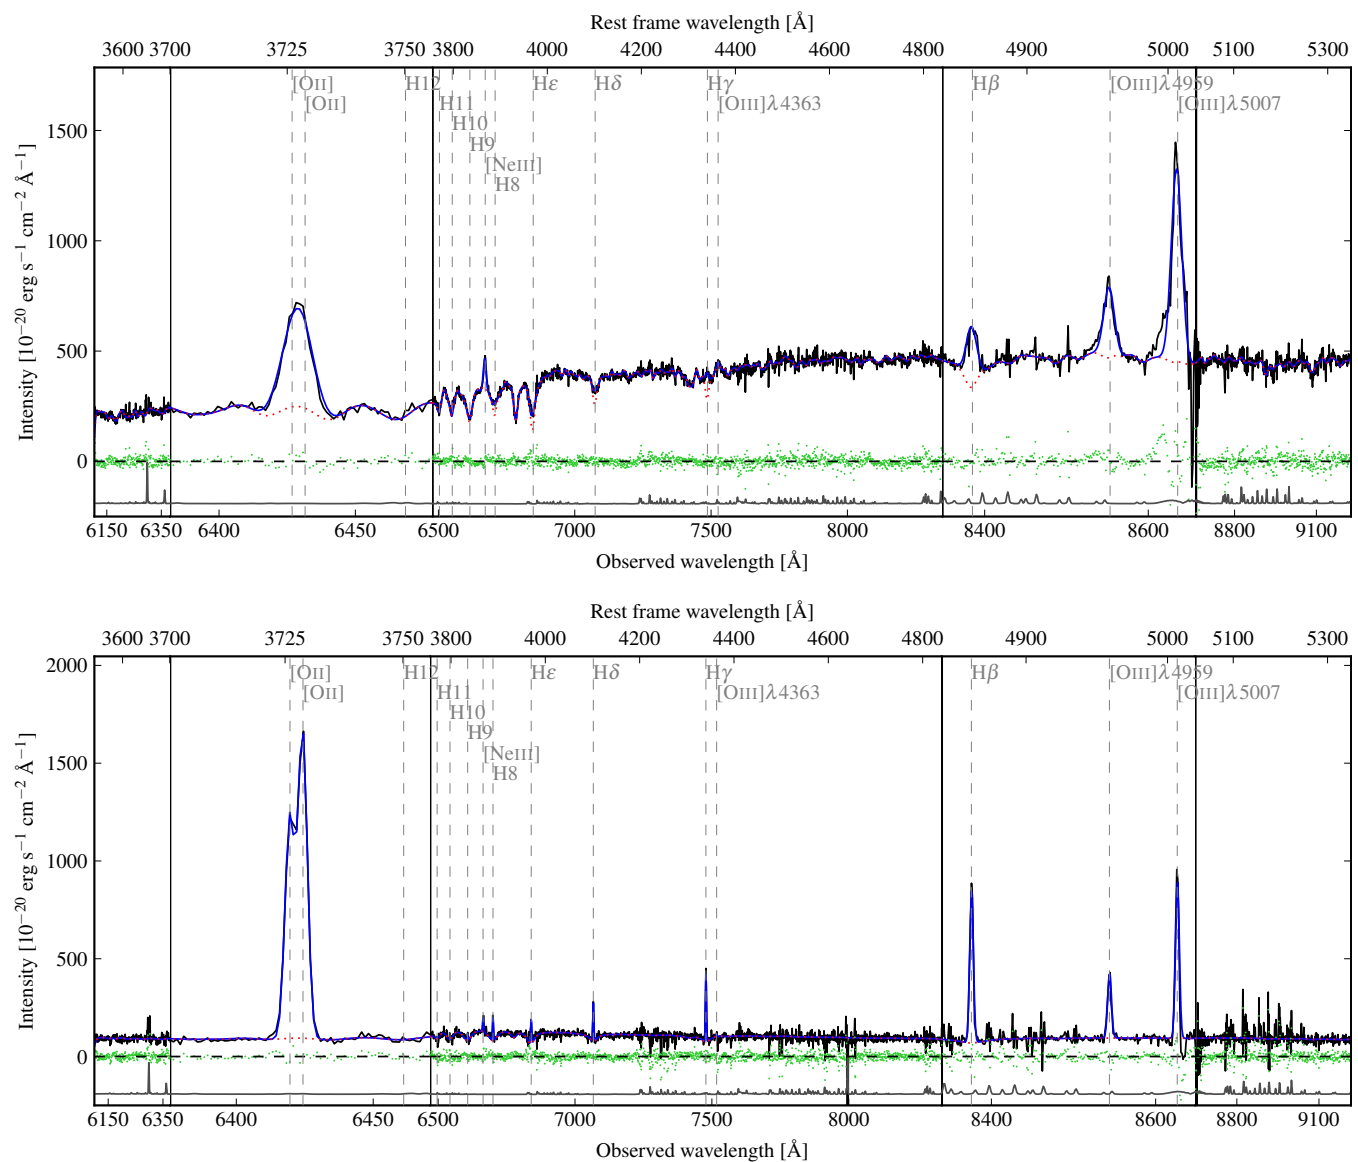 Rest frame wavelength [Å]
3600 3700 3725 3750 3800 4000 4200 4400 4600 4800 4900 5000 5100 5300
[OII] H12 Hε Hδ Hγ Hβ [OIII]λ4959
[OII] H11 [OIII]λ4363 [OIII]λ5007
H10
H9
[NeIII]
H8
1500
1000
500
0
Intensity [10−20 erg s−1 cm−2 Å−1]
6150 6350 6400 6450 6500 7000 7500 8000 8400 8600 8800 9100
Observed wavelength [Å]
Rest frame wavelength [Å]
3600 3700 3725 3750 3800 4000 4200 4400 4600 4800 4900 5000 5100 5300
[OII] H12 Hε Hδ Hγ Hβ [OIII]λ4959
[OII] H11 [OIII]λ4363 [OIII]λ5007
H10
H9
[NeIII]
H8
2000
1500
1000
500
0
Intensity [10−20 erg s−1 cm−2 Å−1]
6150 6350 6400 6450 6500 7000 7500 8000 8400 8600 8800 9100
Observed wavelength [Å]